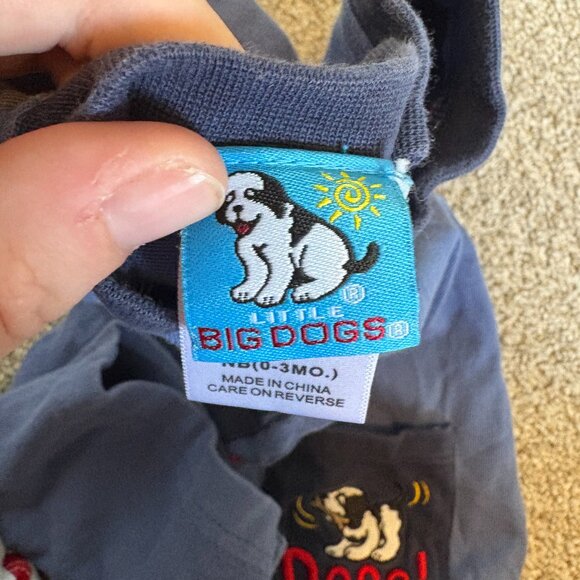 LITTLE ®
BIG DOGS ®
NB(0-3MO.)
MADE IN CHINA
CARE ON REVERSE